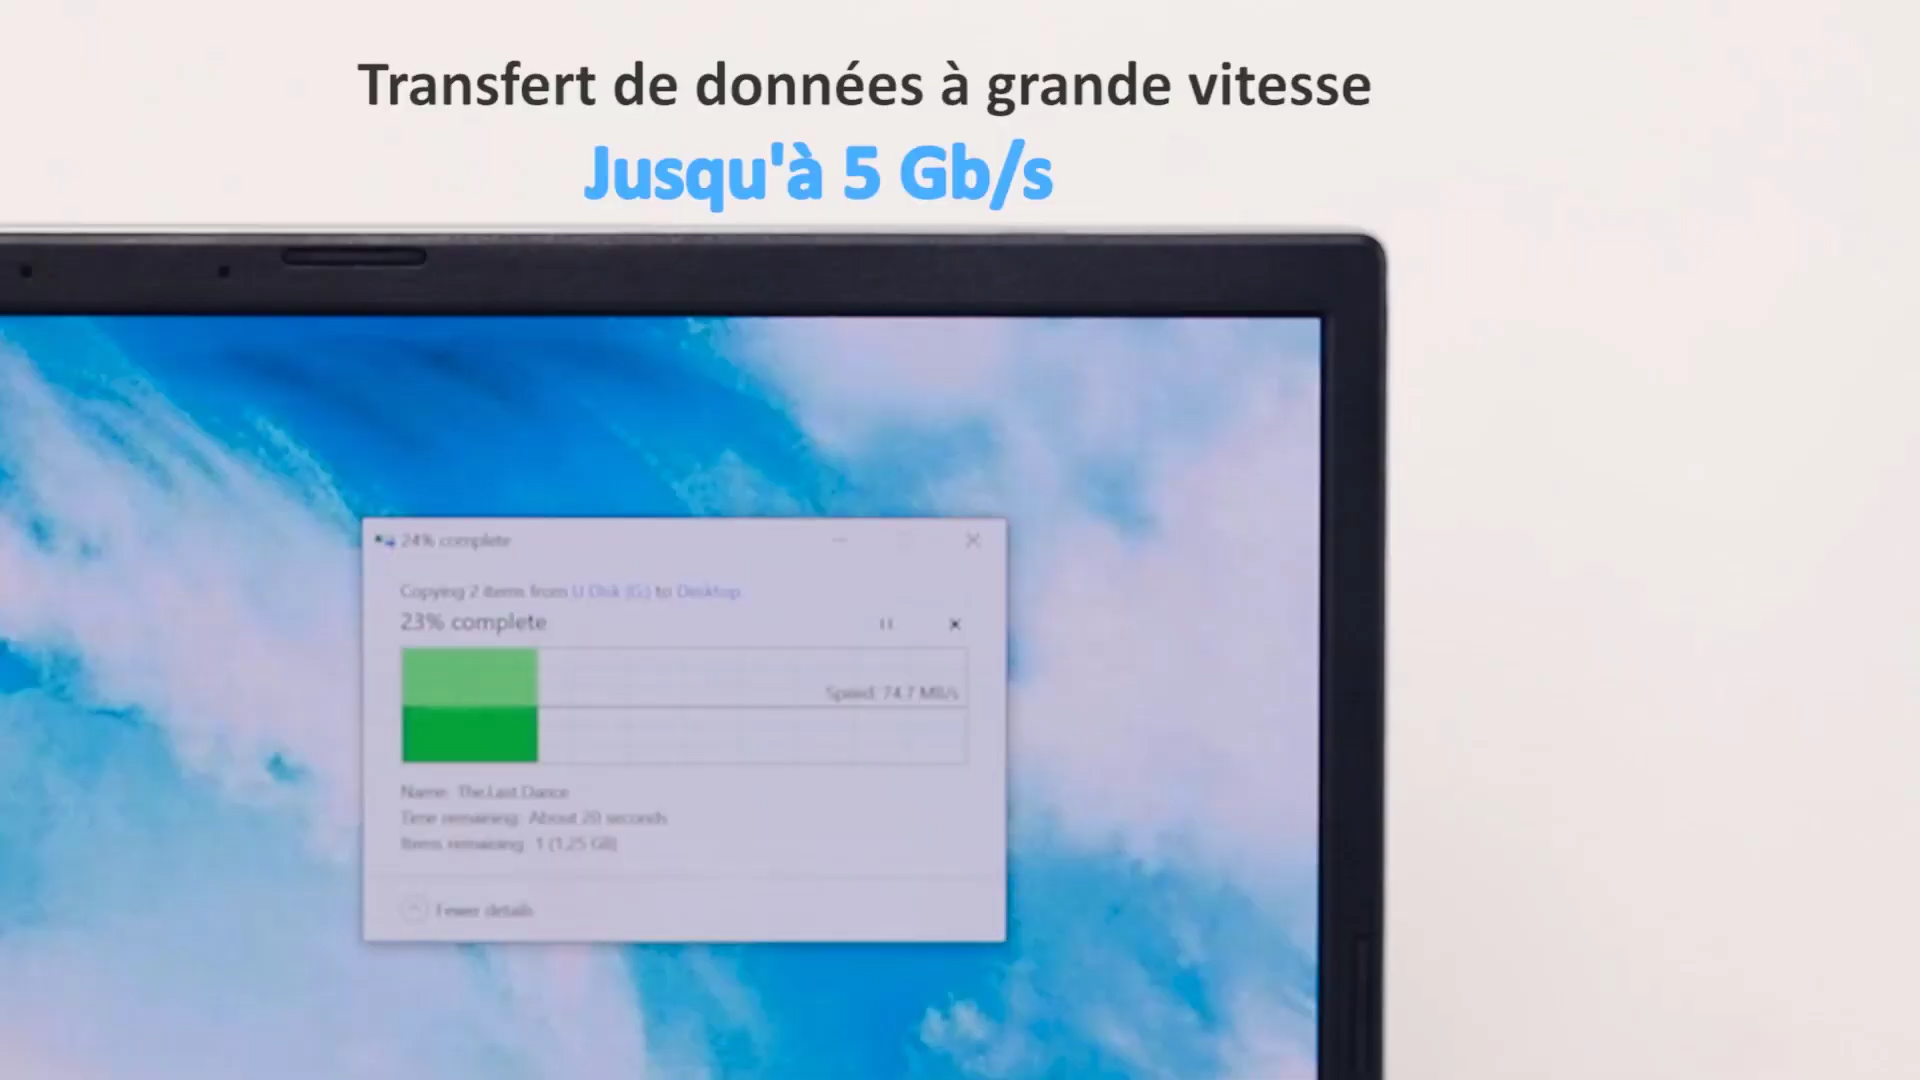 Transfert de données à grande vitesse
Jusqu'à 5 Gb/s
24% complete
Copying 2 items from U Disk (G:) to Desktop
23% complete
Speed: 74.7 MB/s
Name: The.Last.Dance
Time remaining: About 20 seconds
Items remaining: 1 (1.25 GB)
Fewer details